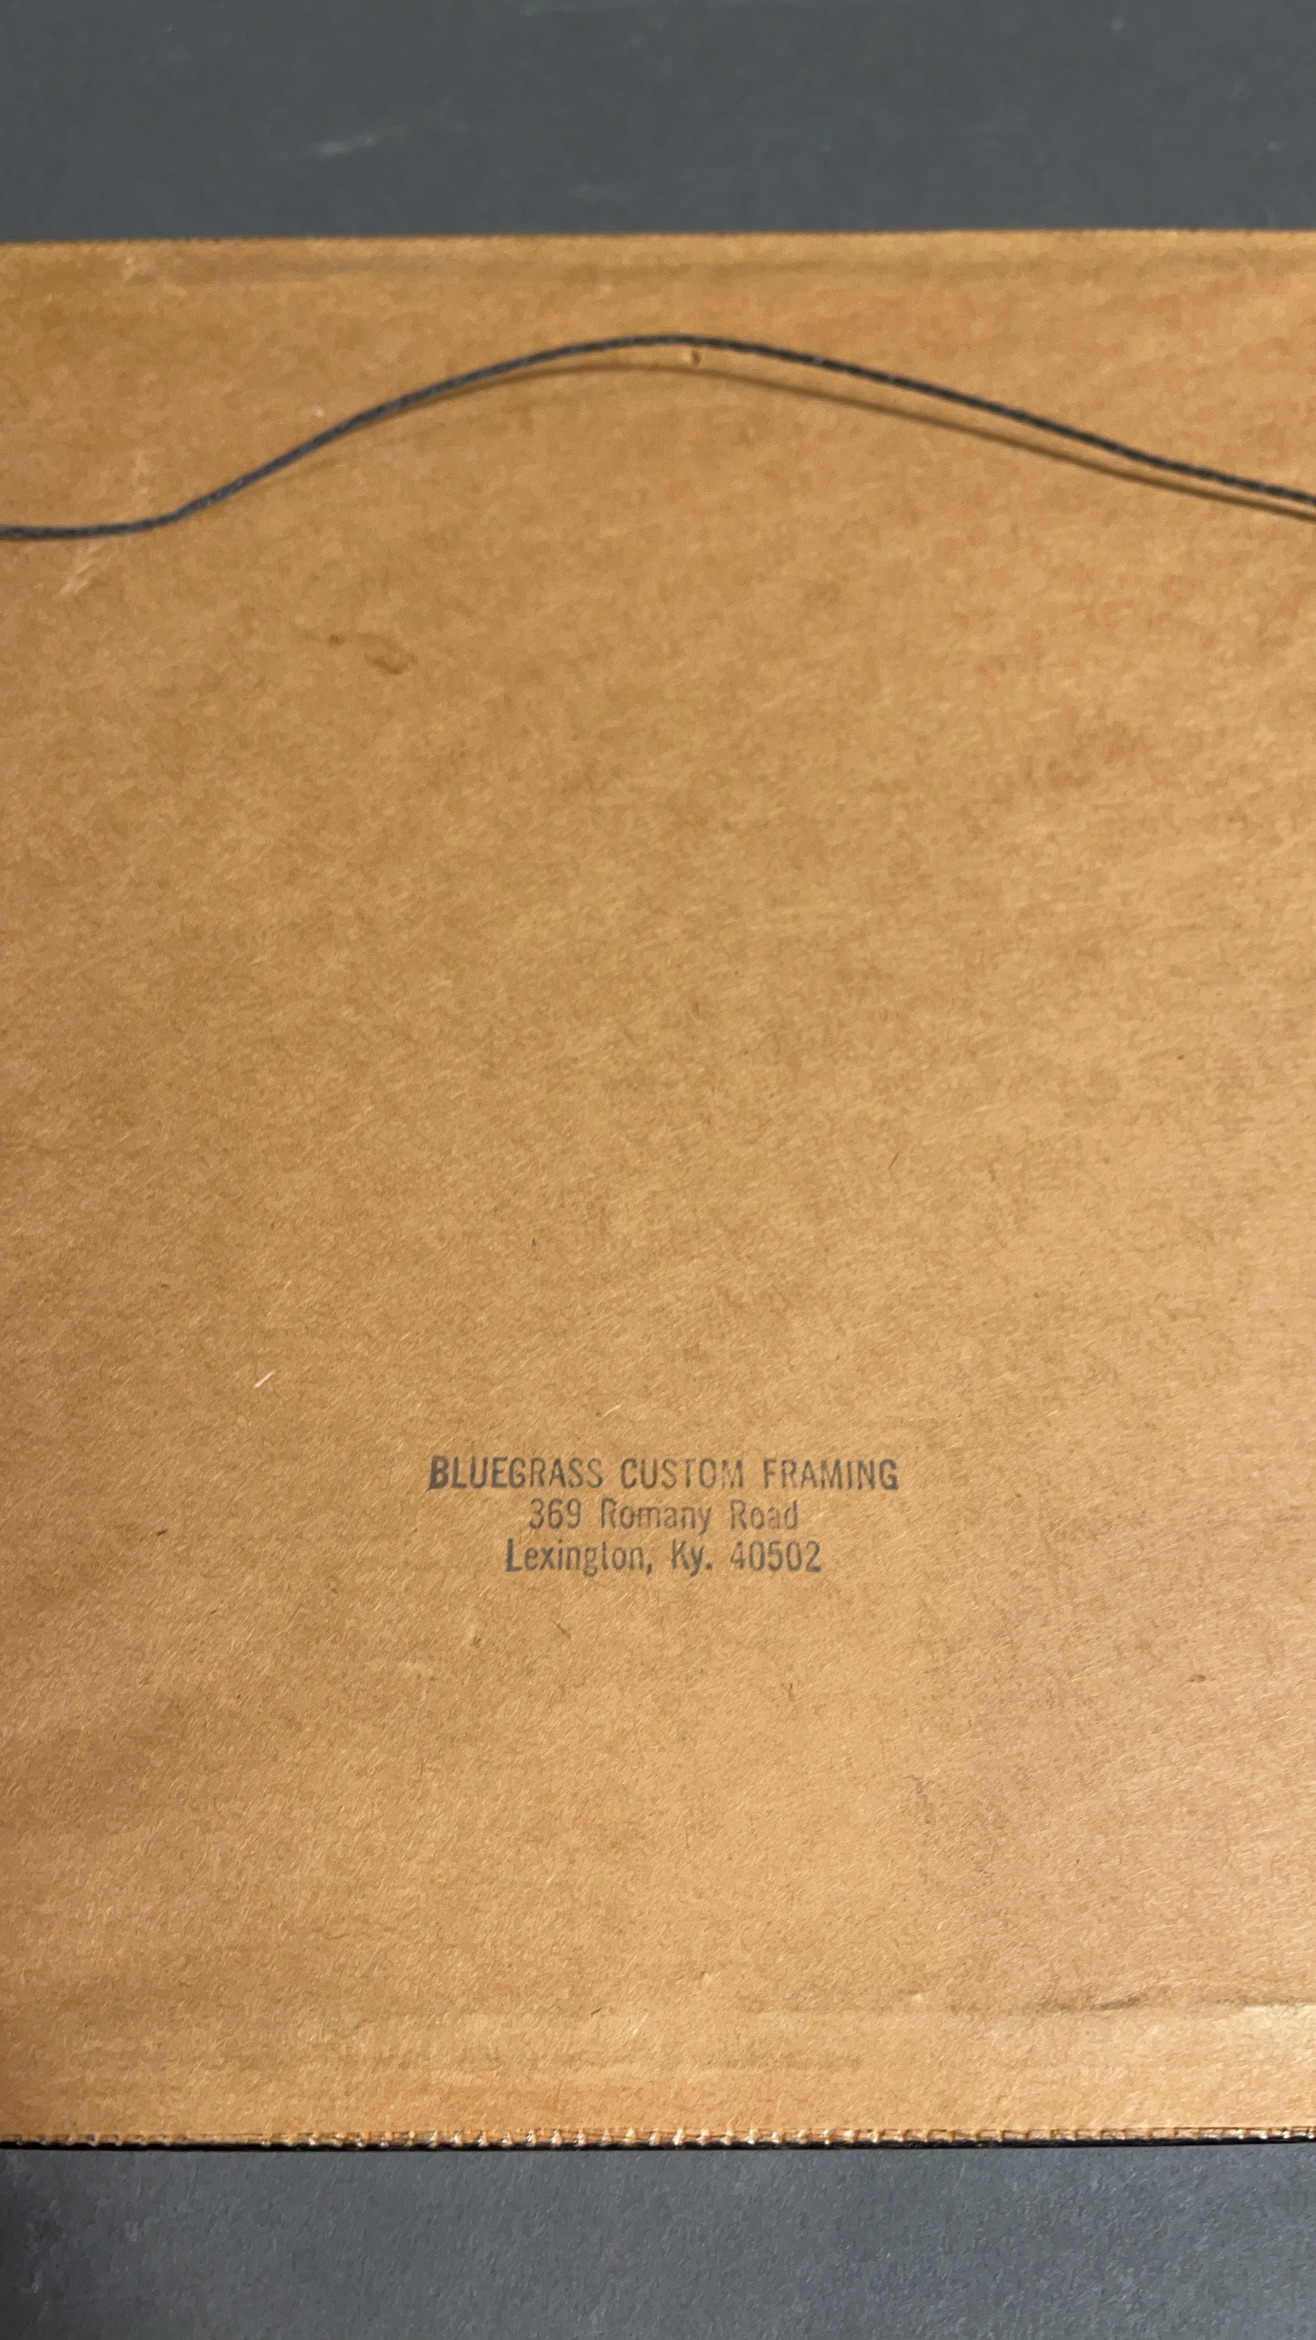 BLUEGRASS CUSTOM FRAMING
369 Romany Road
Lexington, Ky. 40502